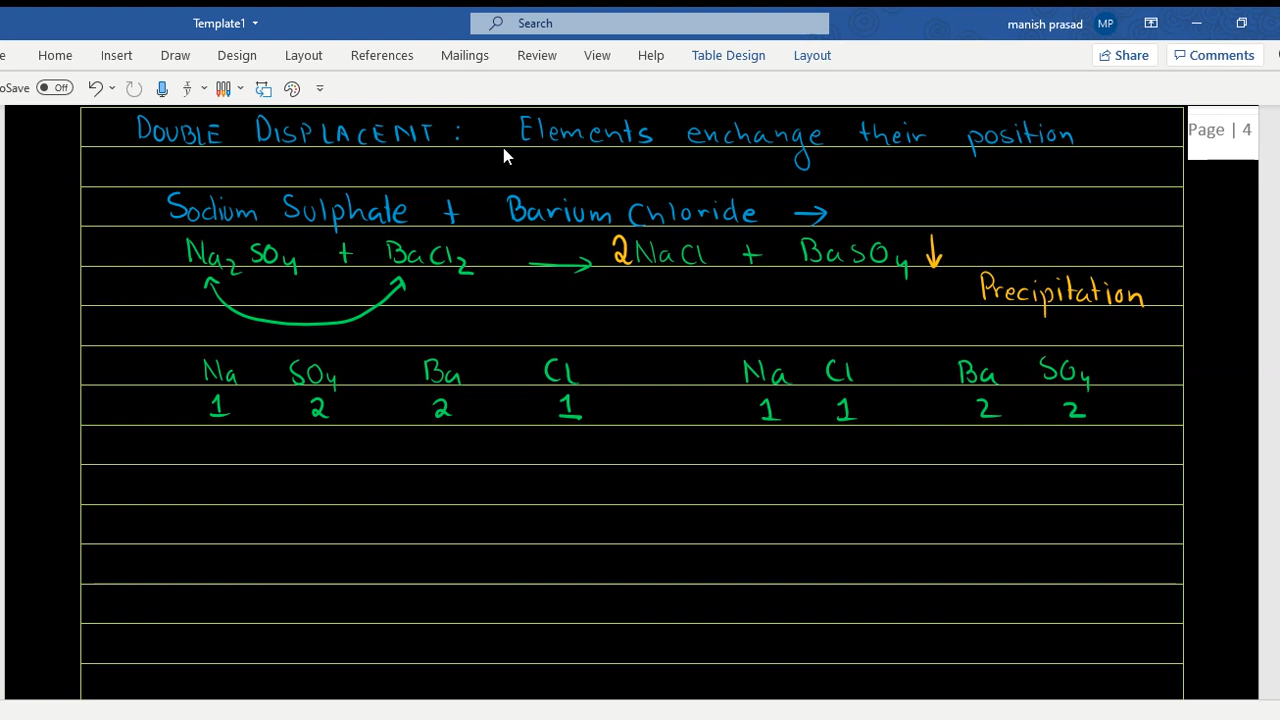 Template1
Search
manish prasad MP
Home Insert Draw Design Layout References Mailings Review View Help Table Design Layout Share Comments
Off
DOUBLE DISPLACENT : Elements enchange their position
Page | 4
Sodium Sulphate + Barium Chloride →
Na₂SO₄ + BaCl₂ → 2NaCl + BaSO₄ ↓
Precipitation
Na SO₄ Ba Cl Na Cl Ba SO₄
1 2 2 1 1 1 2 2